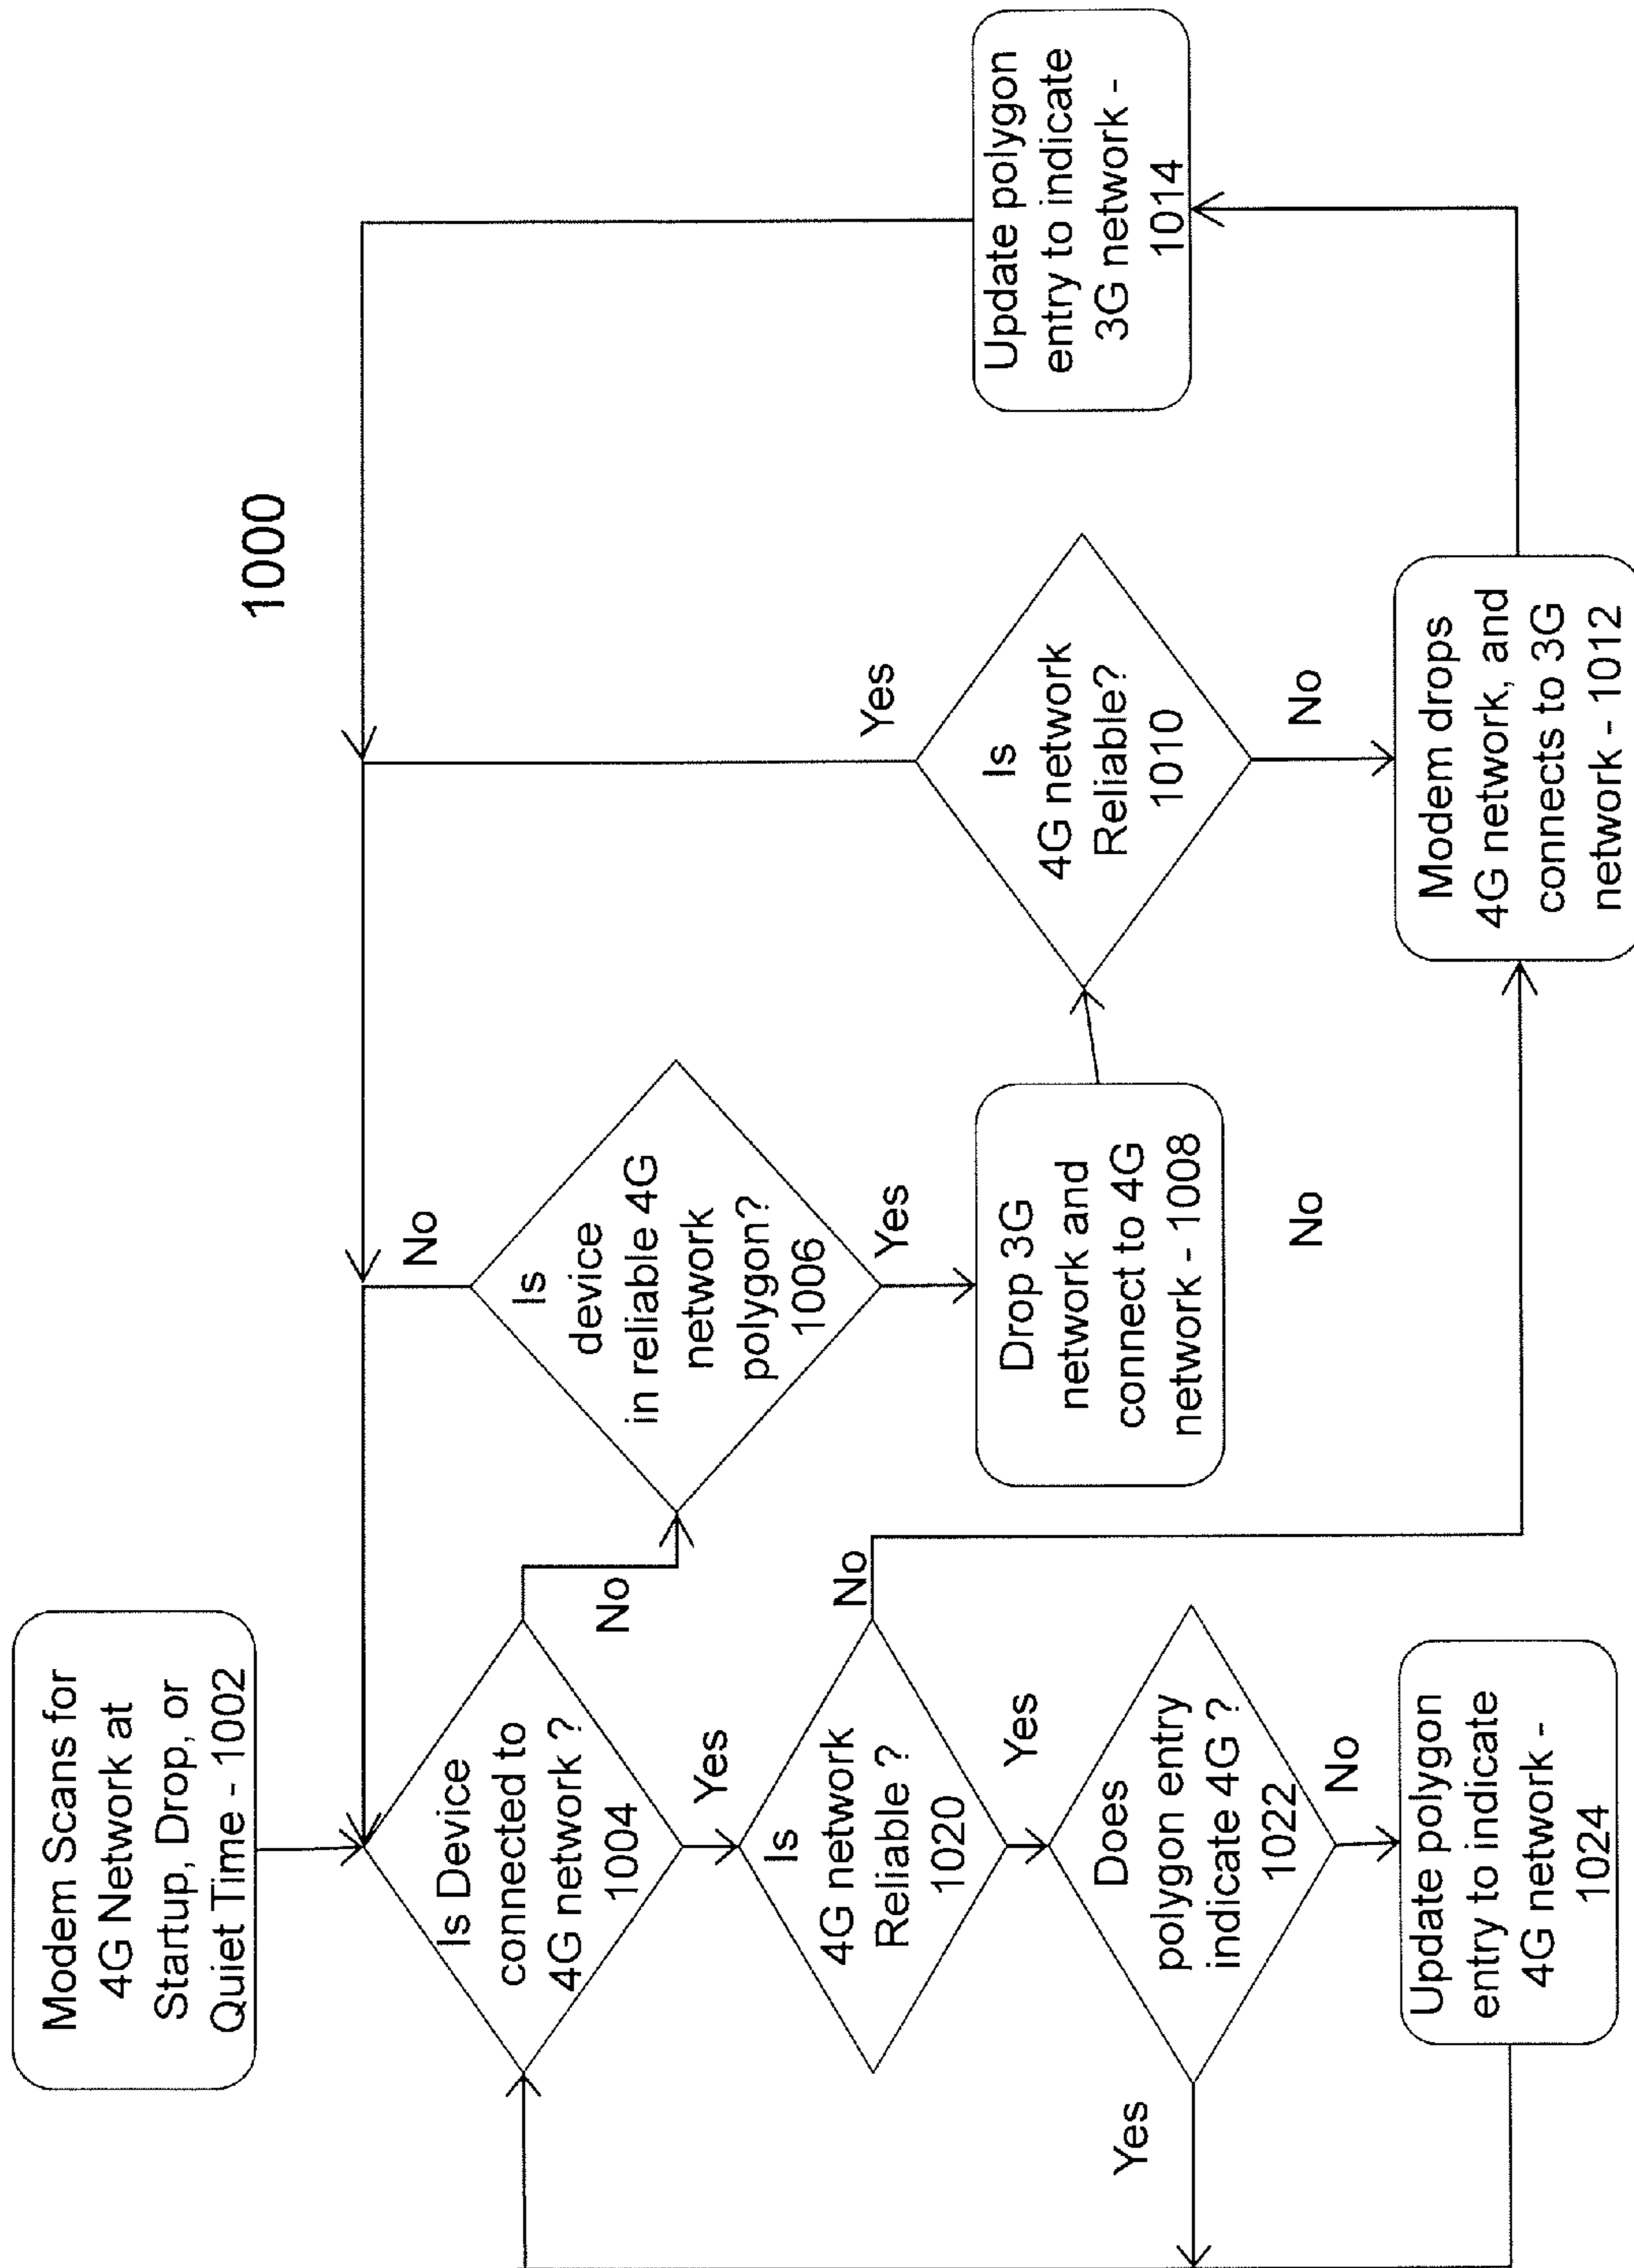 1000
Modem Scans for
4G Network at
Startup, Drop, or
Quiet Time - 1002
Is Device
connected to
4G network ?
1004
No
Yes
Is
device
in reliable 4G
network
polygon?
1006
No
Yes
Drop 3G
network and
connect to 4G
network - 1008
Is
4G network
Reliable?
1010
Yes
No
Modem drops
4G network, and
connects to 3G
network - 1012
Update polygon
entry to indicate
3G network -
1014
Is
4G network
Reliable ?
1020
No
No
Yes
Does
polygon entry
indicate 4G ?
1022
Yes
No
Update polygon
entry to indicate
4G network -
1024